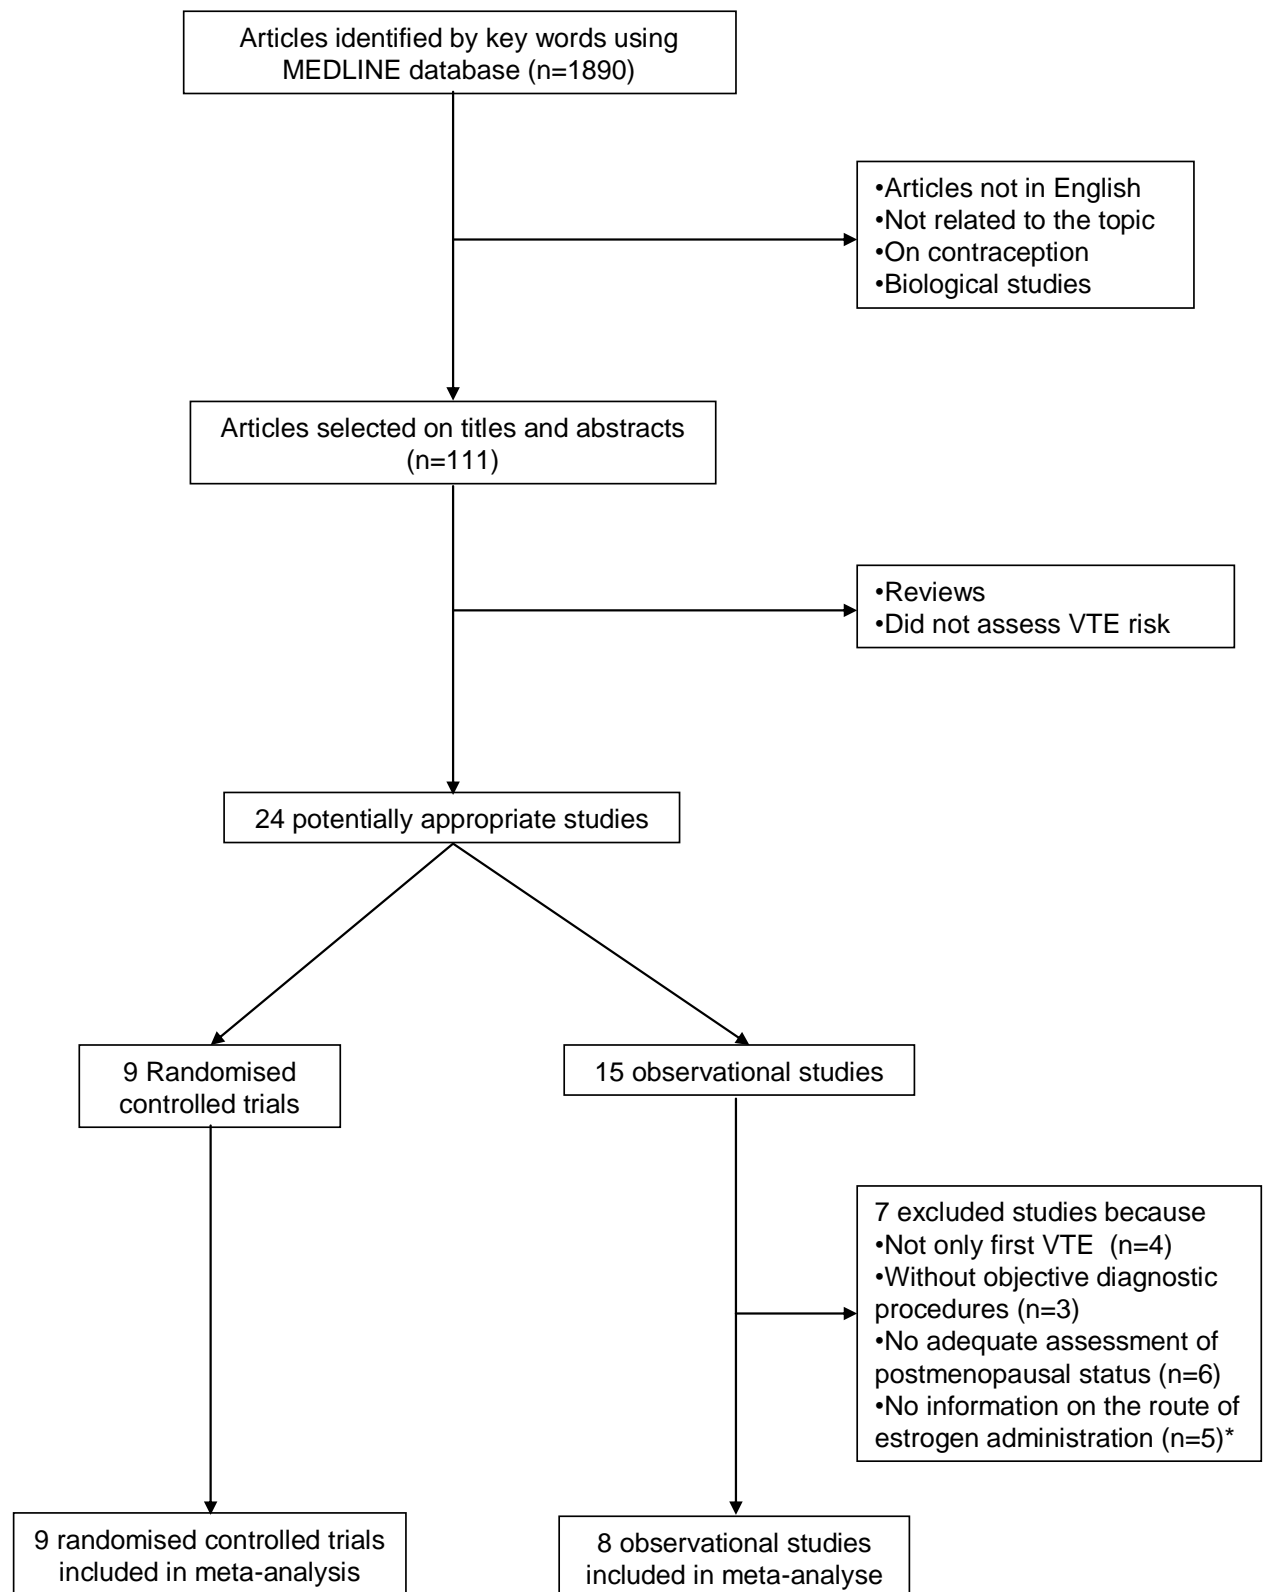 Articles identified by key words using
MEDLINE database (n=1890)
•Articles not in English
•Not related to the topic
•On contraception
•Biological studies
Articles selected on titles and abstracts
(n=111)
•Reviews
•Did not assess VTE risk
24 potentially appropriate studies
9 Randomised
controlled trials
15 observational studies
7 excluded studies because
•Not only first VTE (n=4)
•Without objective diagnostic
procedures (n=3)
•No adequate assessment of
postmenopausal status (n=6)
•No information on the route of
estrogen administration (n=5)*
9 randomised controlled trials
included in meta-analysis
8 observational studies
included in meta-analyse